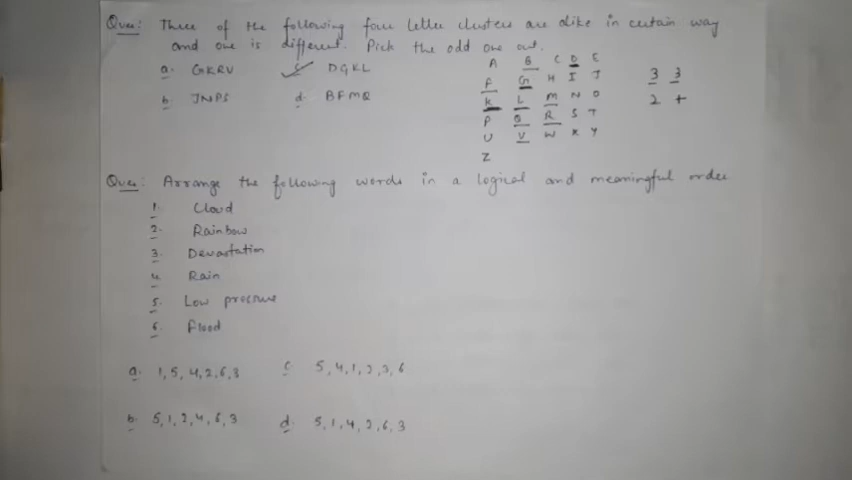 Ques: Three of the following four letter clusters are alike in certain way
and one is different. Pick the odd one out.
a. GKRV c. DGKL
b. JNPS d. BFMQ
A B C D E
F G H I J
K L M N O
P Q R S T
U V W X Y
Z
3 3
2 +
Ques: Arrange the following words in a logical and meaningful order
1. Cloud
2. Rainbow
3. Devastation
4. Rain
5. Low pressure
6. Flood
a. 1, 5, 4, 2, 6, 3 c 5, 4, 1, 2, 3, 6
b. 5, 1, 2, 4, 6, 3 d. 5, 1, 4, 2, 6, 3